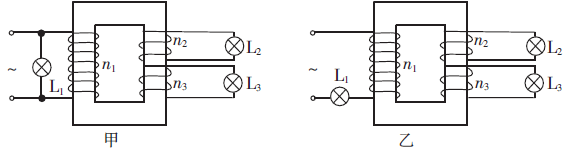 ~ L₁ n₁ n₂ L₂ n₃ L₃
甲
~ L₁ n₁ n₂ L₂ n₃ L₃
乙